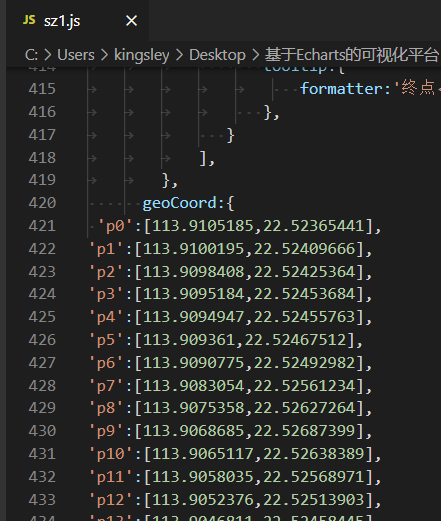 JS sz1.js ×
C: > Users > kingsley > Desktop > 基于Echarts的可视化平台
414 tooltip:{
415 formatter:'终点
416 },
417 }
418 ],
419 },
420 geoCoord:{
421 'p0':[113.9105185,22.52365441],
422 'p1':[113.9100195,22.52409666],
423 'p2':[113.9098408,22.52425364],
424 'p3':[113.9095184,22.52453684],
425 'p4':[113.9094947,22.52455763],
426 'p5':[113.909361,22.52467512],
427 'p6':[113.9090775,22.52492982],
428 'p7':[113.9083054,22.52561234],
429 'p8':[113.9075358,22.52627264],
430 'p9':[113.9068685,22.52687399],
431 'p10':[113.9065117,22.52638389],
432 'p11':[113.9058035,22.52568971],
433 'p12':[113.9052376,22.52513903],
434 'p13':[113.9046811,22.52458445],